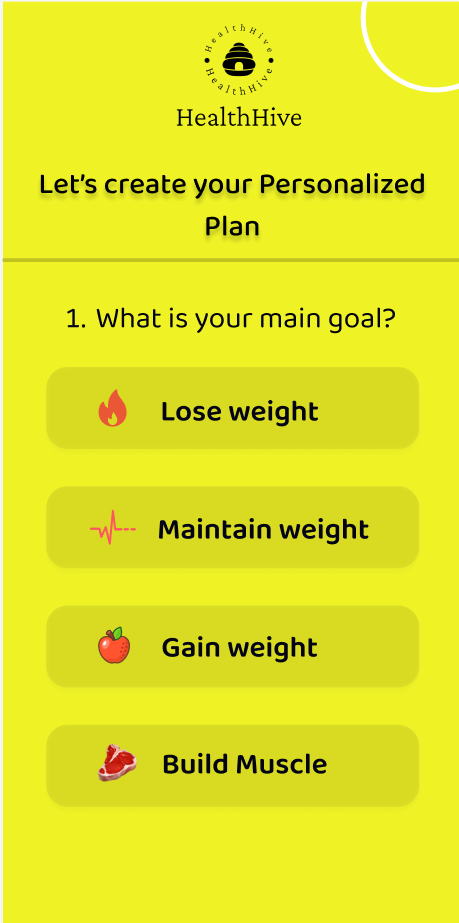 HealthHive
HealthHive
HealthHive
Let's create your Personalized
Plan
1. What is your main goal?
Lose weight
Maintain weight
Gain weight
Build Muscle